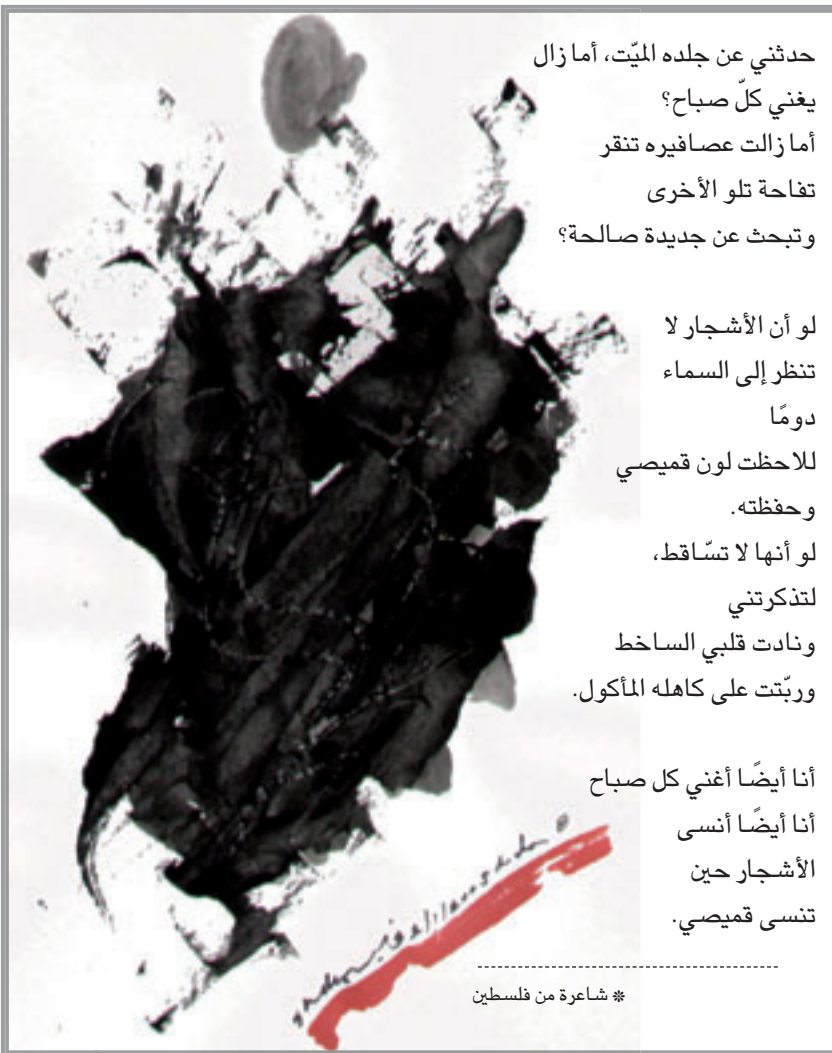 حدثني عن جلده الميّت، أما زال
يغني كلّ صباح؟
أما زالت عصافيره تنقر
تفاحة تلو الأخرى
وتبحث عن جديدة صالحة؟
لو أن الأشجار لا
تنظر إلى السماء
دومًا
للاحظت لون قميصي
وحفظته.
لو أنها لا تسّاقط،
لتذكرتني
ونادت قلبي الساخط
وربّتت على كاهله المأكول.
أنا أيضًا أغني كل صباح
أنا أيضًا أنسى
الأشجار حين
تنسى قميصي.
* شاعرة من فلسطين